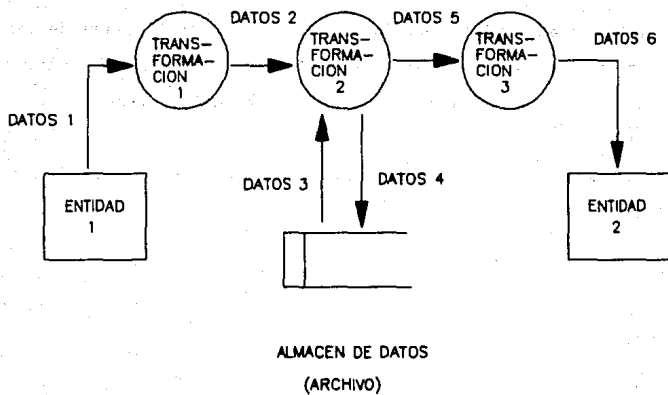 DATOS 2
DATOS 5
TRANS-
FORMA-
CION
1
TRANS-
FORMA-
CION
2
TRANS-
FORMA-
CION
3
DATOS 6
DATOS 1
DATOS 3
DATOS 4
ENTIDAD
1
ENTIDAD
2
ALMACEN DE DATOS
(ARCHIVO)